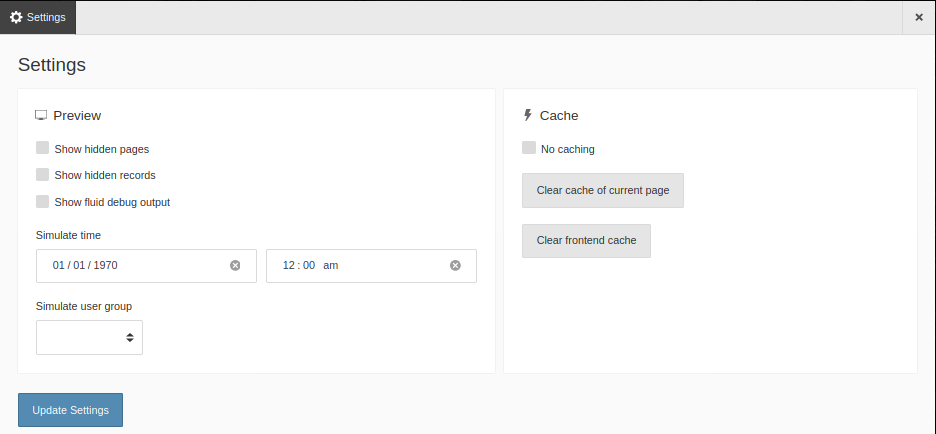 Settings
Settings
Preview
Show hidden pages
Show hidden records
Show fluid debug output
Simulate time
01 / 01 / 1970
12 : 00 am
Simulate user group
Cache
No caching
Clear cache of current page
Clear frontend cache
Update Settings